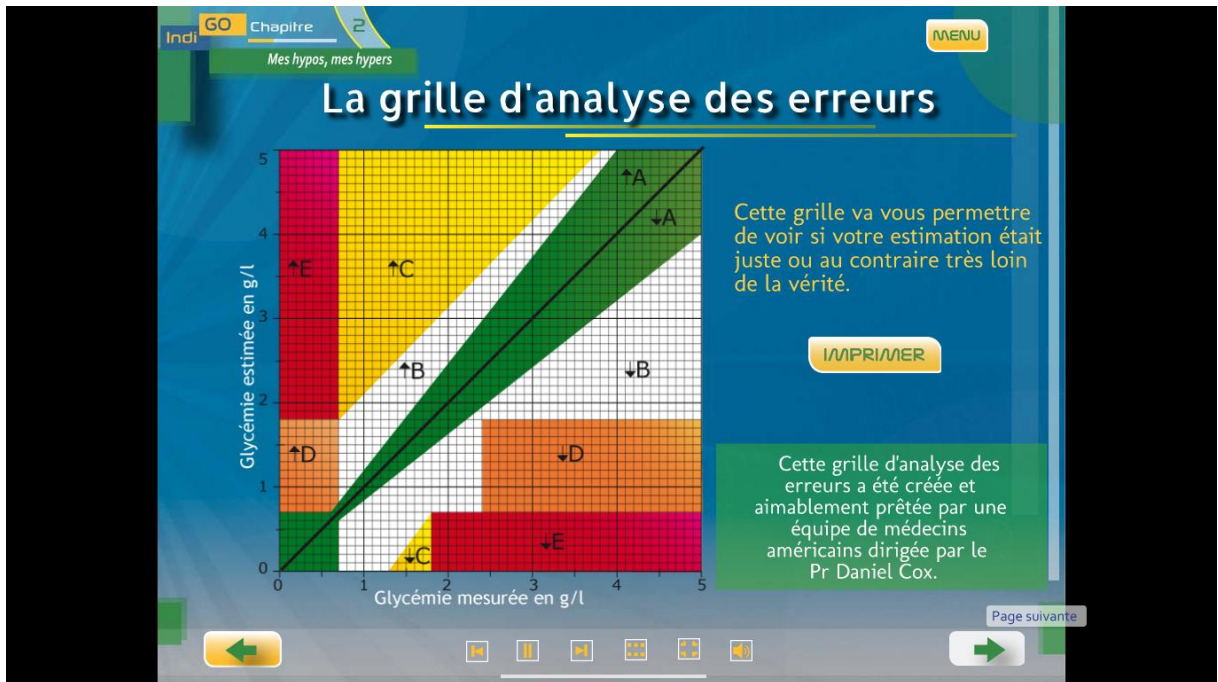 Indi GO Chapitre 2
MENU
Mes hypos, mes hypers
La grille d'analyse des erreurs
Glycémie estimée en g/l
5
4
3
2
1
0
↑E
↑C
↑A
↓A
↑B
↓B
↑D
↓D
↓C
↓E
0 1 2 3 4 5
Glycémie mesurée en g/l
Cette grille va vous permettre
de voir si votre estimation était
juste ou au contraire très loin
de la vérité.
IMPRIMER
Cette grille d'analyse des
erreurs a été créée et
aimablement prêtée par une
équipe de médecins
américains dirigée par le
Pr Daniel Cox.
Page suivante